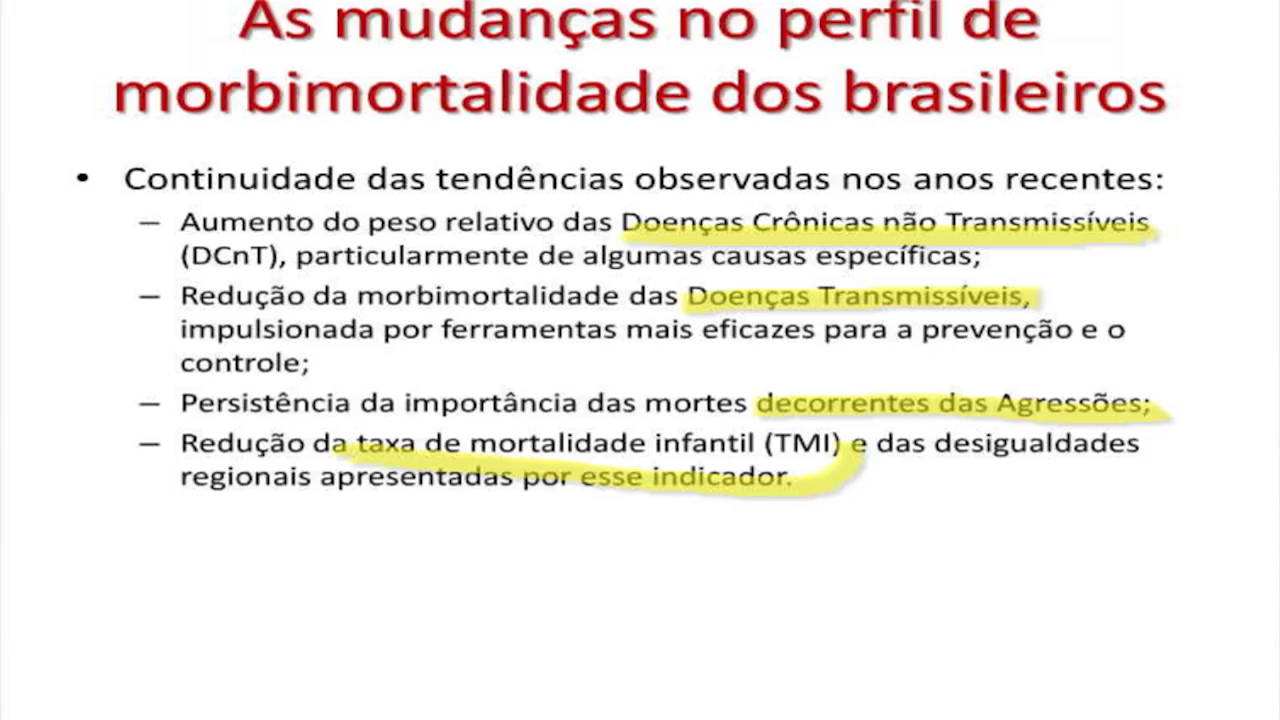 As mudanças no perfil de
morbimortalidade dos brasileiros
• Continuidade das tendências observadas nos anos recentes:
– Aumento do peso relativo das Doenças Crônicas não Transmissíveis
(DCnT), particularmente de algumas causas específicas;
– Redução da morbimortalidade das Doenças Transmissíveis,
impulsionada por ferramentas mais eficazes para a prevenção e o
controle;
– Persistência da importância das mortes decorrentes das Agressões;
– Redução da taxa de mortalidade infantil (TMI) e das desigualdades
regionais apresentadas por esse indicador.